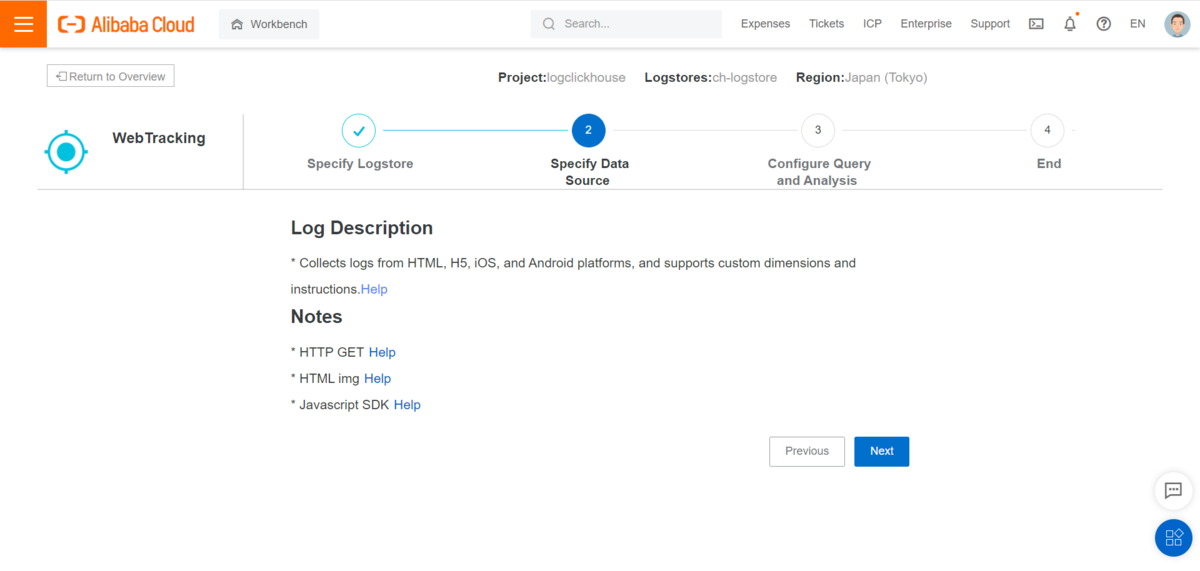 Alibaba Cloud Workbench Search... Expenses Tickets ICP Enterprise Support EN
Return to Overview Project:logclickhouse Logstores:ch-logstore Region:Japan (Tokyo)
WebTracking
2 3 4
Specify Logstore
Specify Data
Source
Configure Query
and Analysis
End
Log Description
* Collects logs from HTML, H5, iOS, and Android platforms, and supports custom dimensions and
instructions.Help
Notes
* HTTP GET Help
* HTML img Help
* Javascript SDK Help
Previous Next